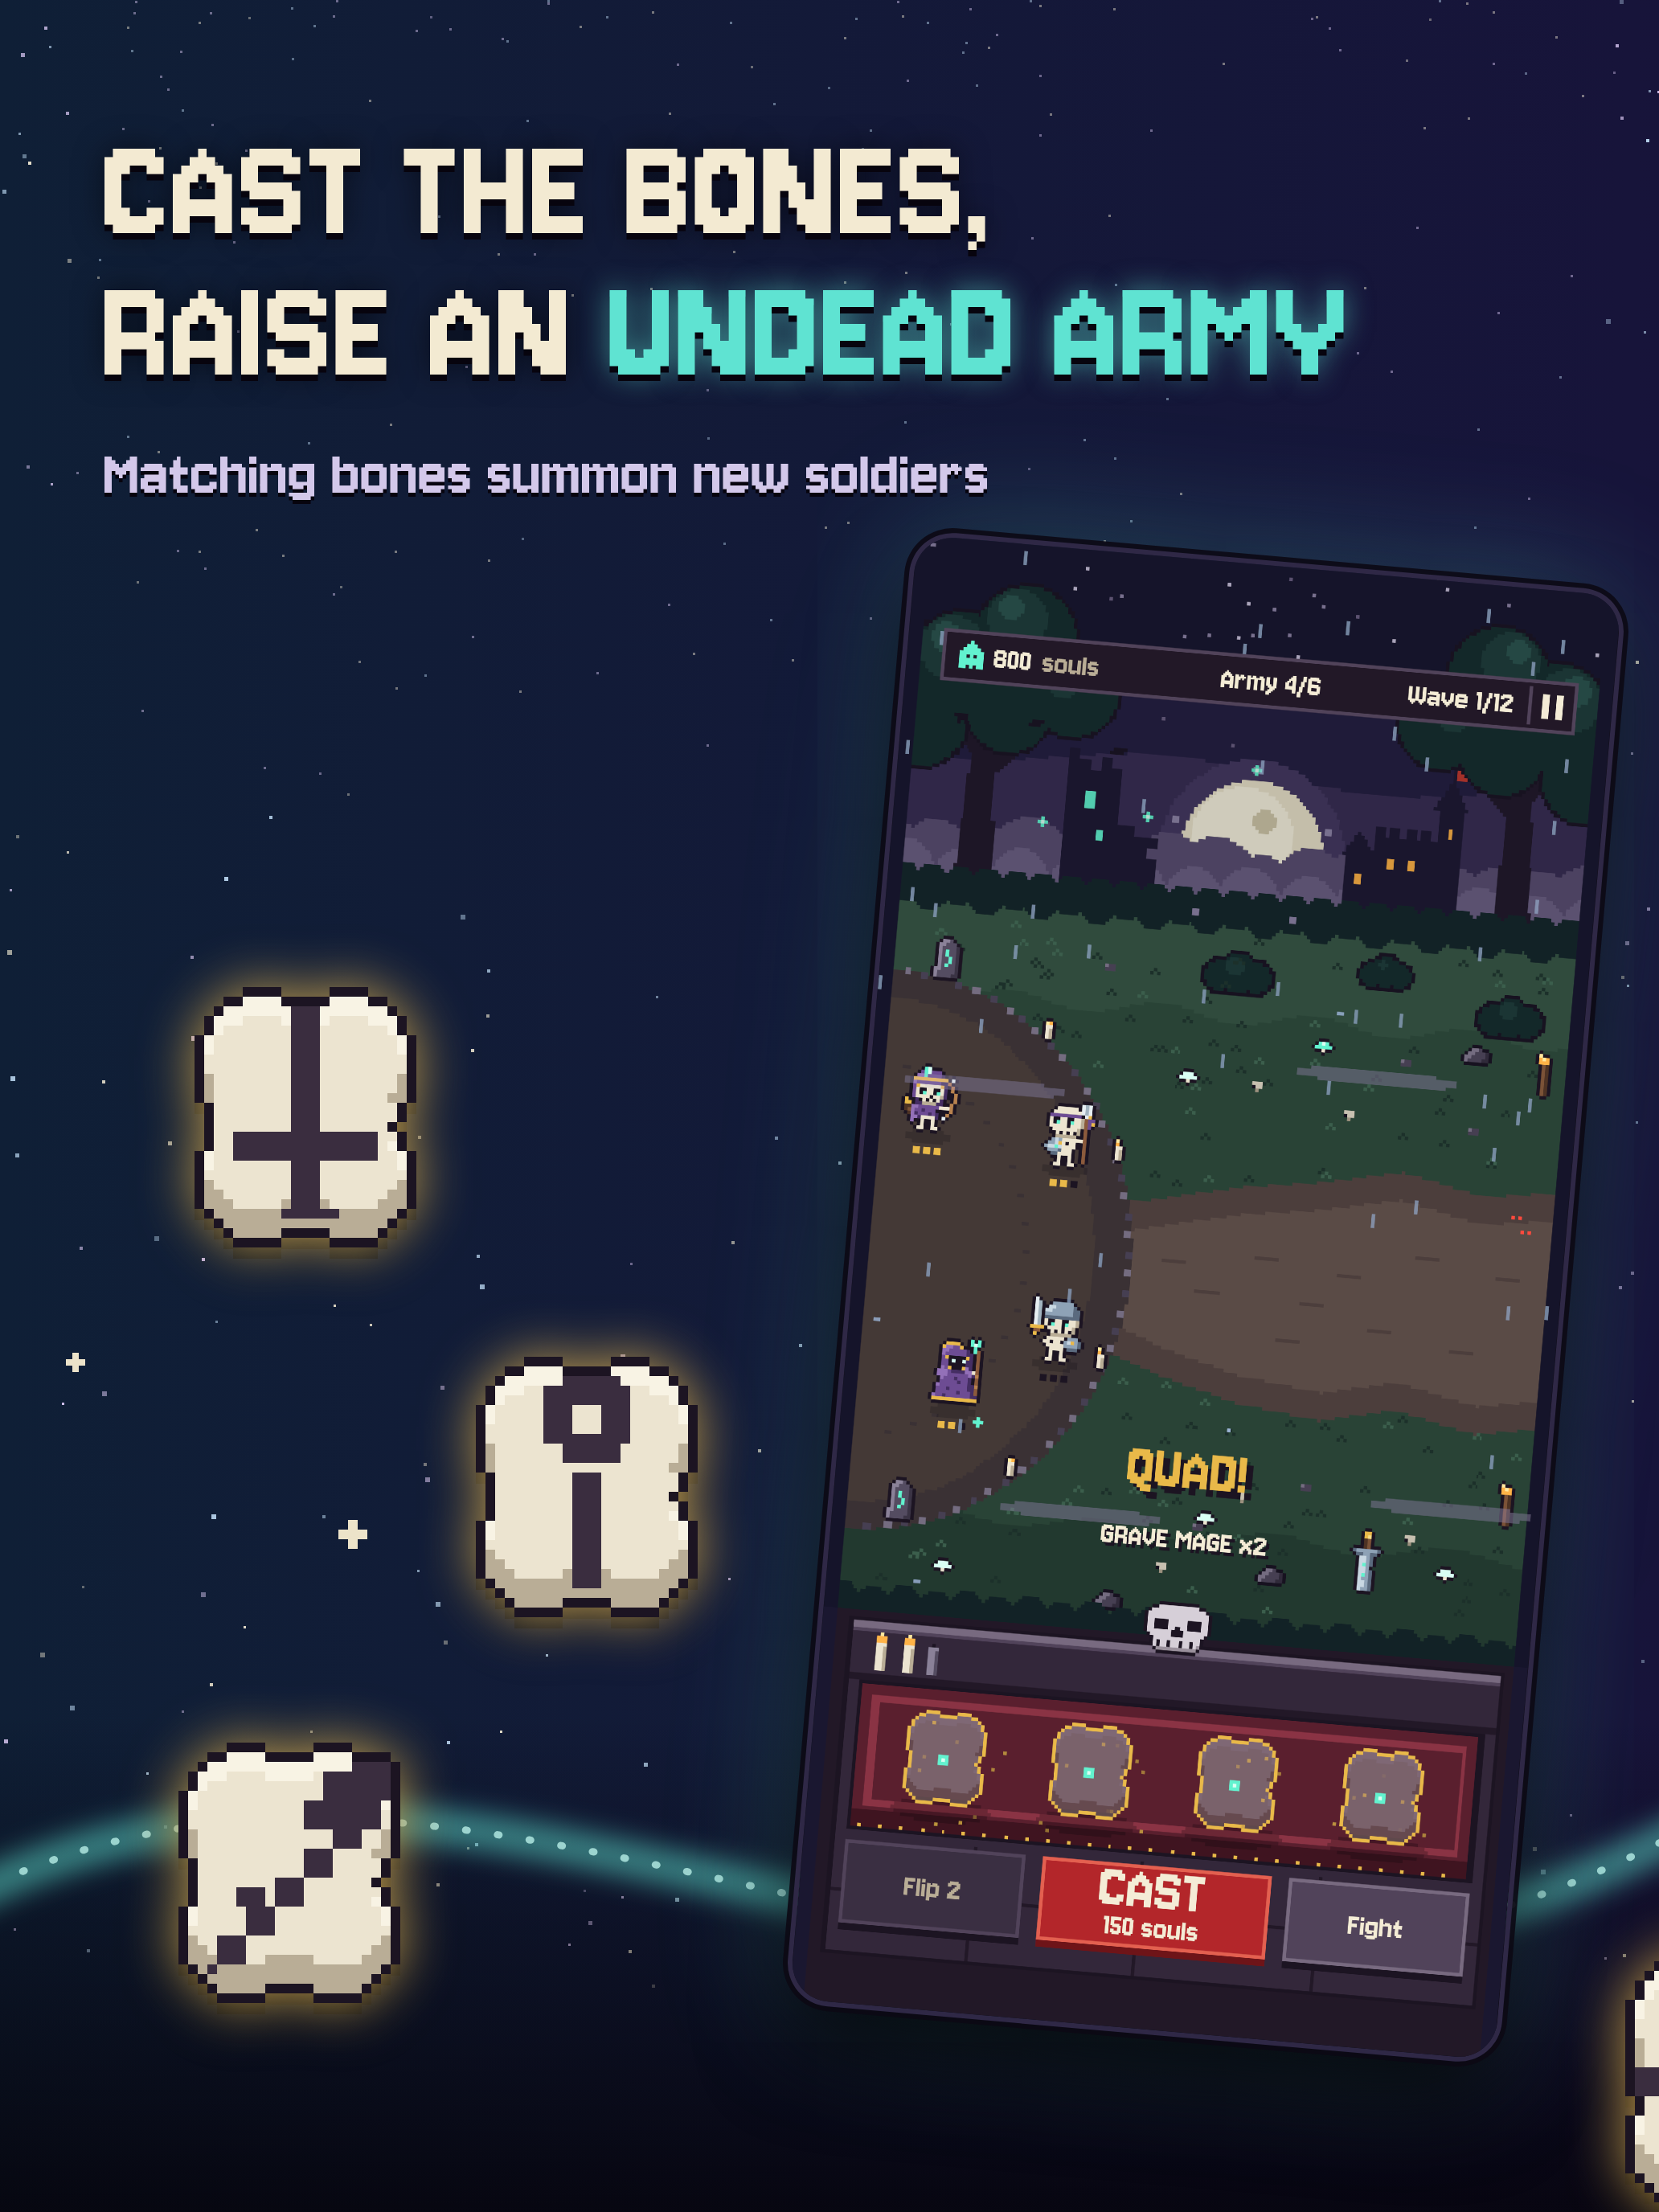 CAST THE BONES,
RAISE AN UNDEAD ARMY
Matching bones summon new soldiers
800 souls
Army 4/6
Wave 1/12
QUAD!
GRAVE MAGE x2
Flip 2
CAST
150 souls
Fight